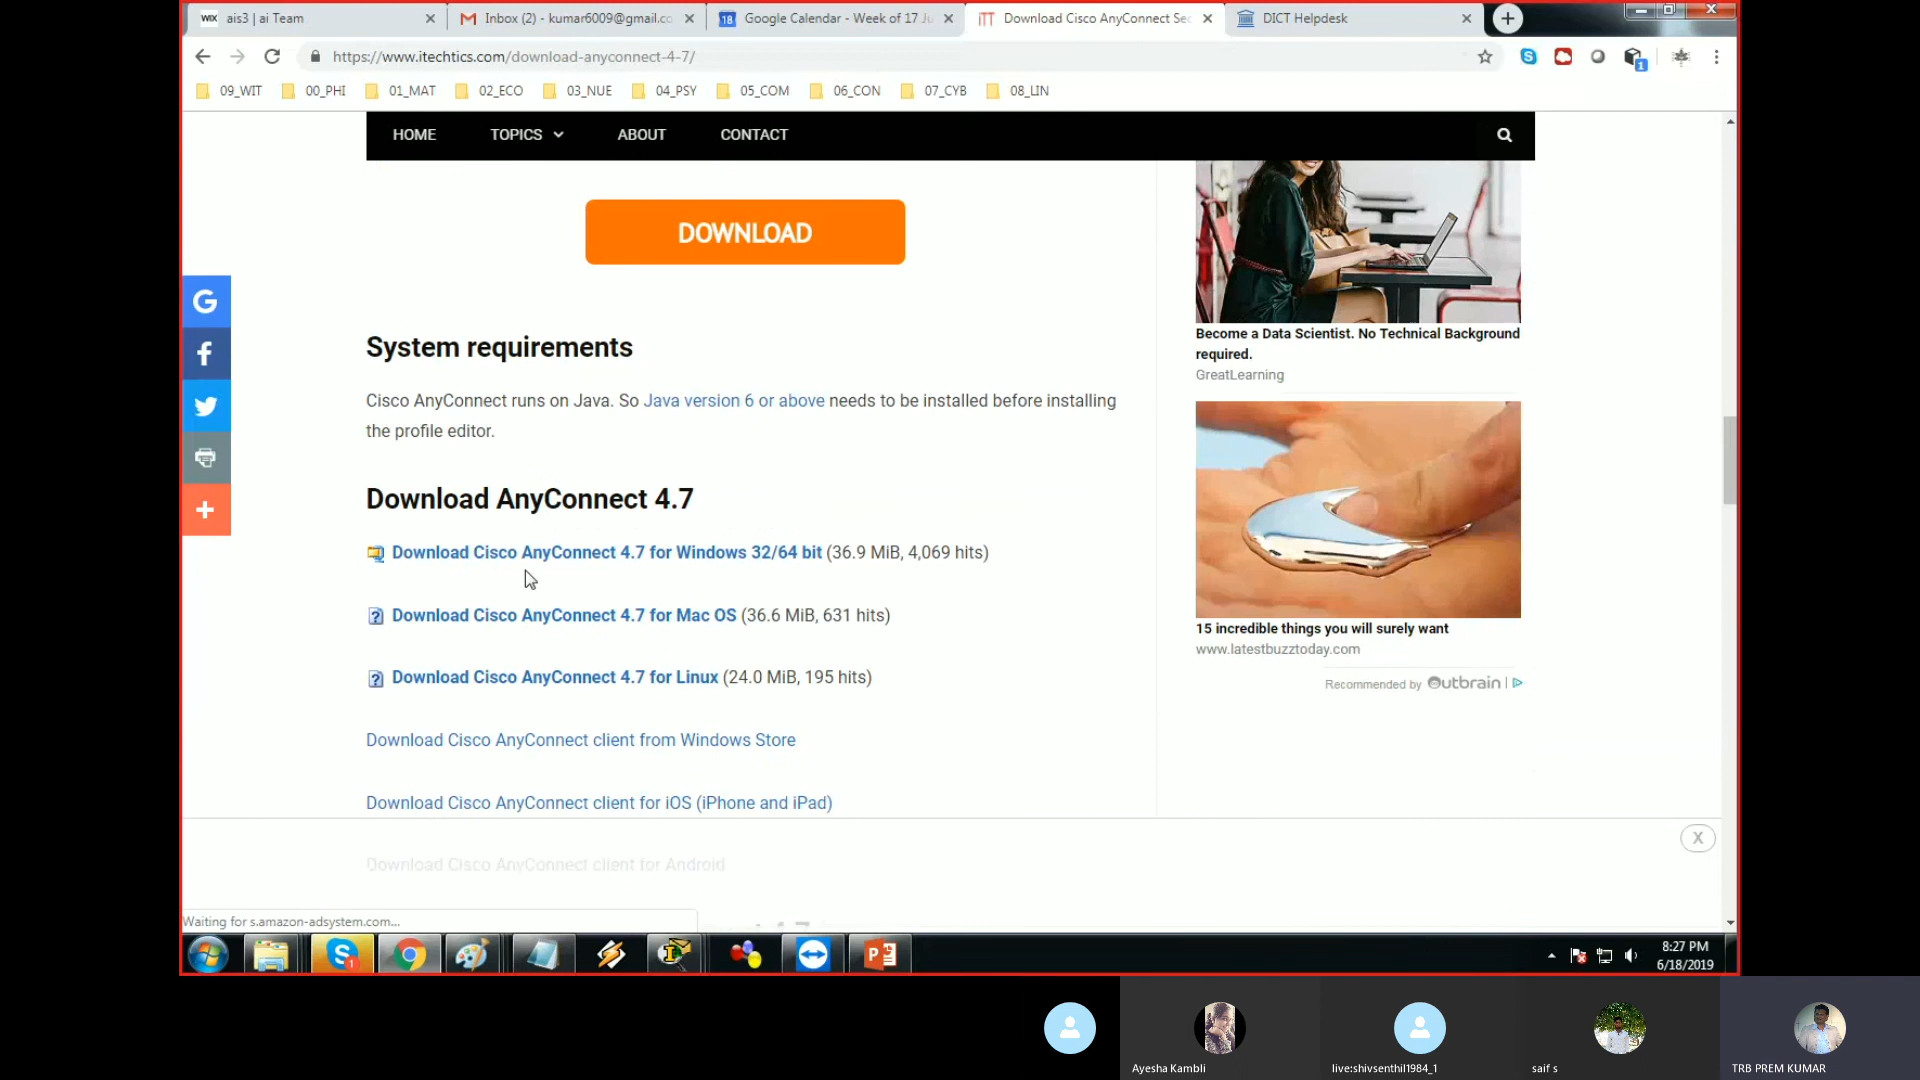 WIX ais3 | ai Team
Inbox (2) - kumar6009@gmail.co
18 Google Calendar - Week of 17 Ju
iTT Download Cisco AnyConnect Sec
DICT Helpdesk
https://www.itechtics.com/download-anyconnect-4-7/
1
09_WIT 00_PHI 01_MAT 02_ECO 03_NUE 04_PSY 05_COM 06_CON 07_CYB 08_LIN
HOME TOPICS ABOUT CONTACT
DOWNLOAD
System requirements
Cisco AnyConnect runs on Java. So Java version 6 or above needs to be installed before installing
the profile editor.
Download AnyConnect 4.7
Download Cisco AnyConnect 4.7 for Windows 32/64 bit (36.9 MiB, 4,069 hits)
Download Cisco AnyConnect 4.7 for Mac OS (36.6 MiB, 631 hits)
Download Cisco AnyConnect 4.7 for Linux (24.0 MiB, 195 hits)
Download Cisco AnyConnect client from Windows Store
Download Cisco AnyConnect client for iOS (iPhone and iPad)
Download Cisco AnyConnect client for Android
Become a Data Scientist. No Technical Background
required.
GreatLearning
15 incredible things you will surely want
www.latestbuzztoday.com
Recommended by Outbrain
X
Waiting for s.amazon-adsystem.com...
8:27 PM
6/18/2019
Ayesha Kambli
live:shivsenthil1984_1
saif s
TRB PREM KUMAR